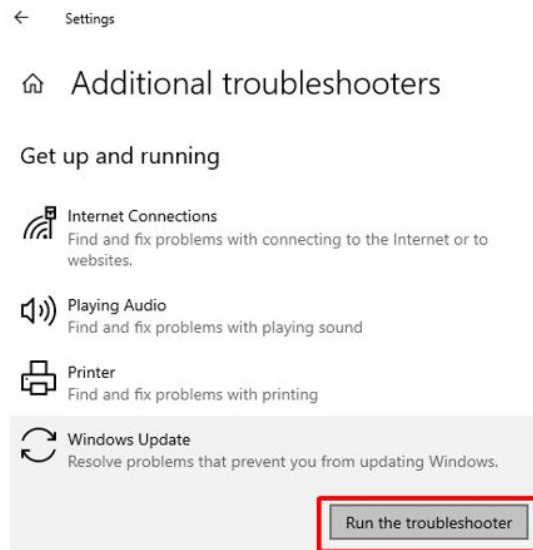 Settings
Additional troubleshooters
Get up and running
Internet Connections
Find and fix problems with connecting to the Internet or to
websites.
Playing Audio
Find and fix problems with playing sound
Printer
Find and fix problems with printing
Windows Update
Resolve problems that prevent you from updating Windows.
Run the troubleshooter